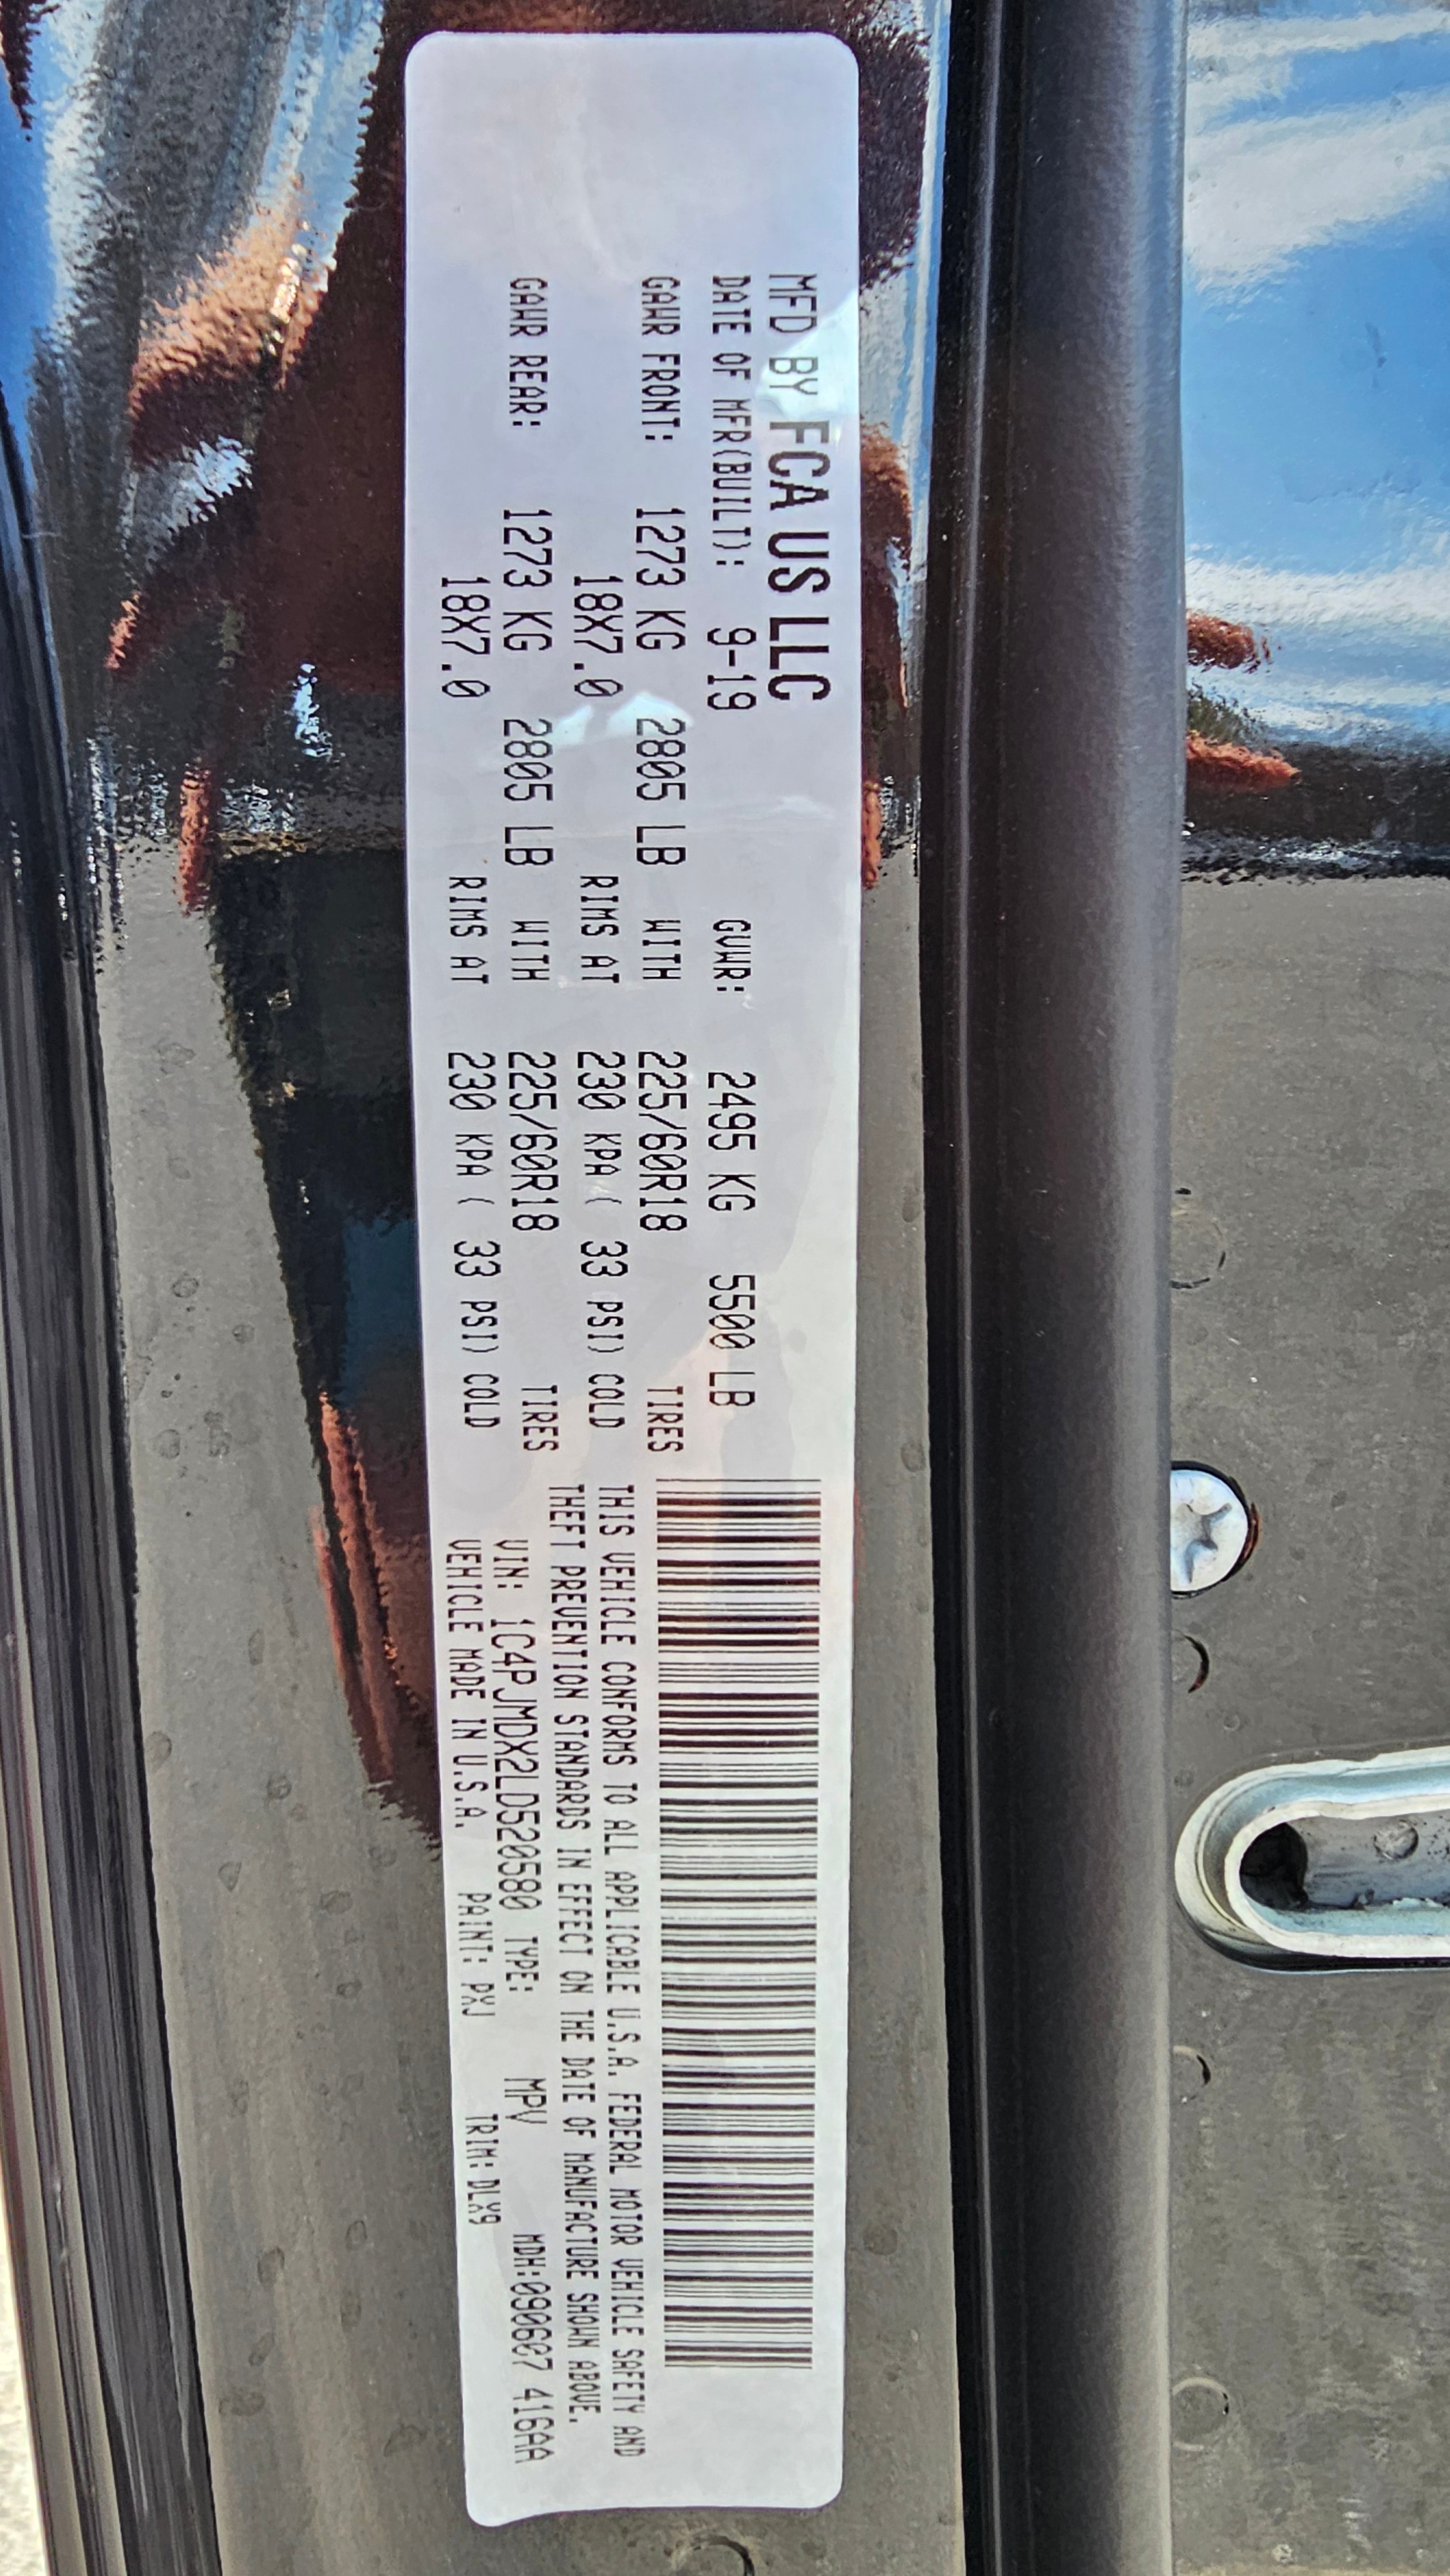 MFD BY FCA US LLC
DATE OF MFR(BUILT): 9-19 GVWR: 2495 KG 5500 LB
GAWR FRONT: 1273 KG 2805 LB WITH 225/60R18 TIRES
18X7.0 RIMS AT 230 KPA ( 33 PSI) COLD
GAWR REAR: 1273 KG 2805 LB WITH 225/60R18 TIRES
18X7.0 RIMS AT 230 KPA ( 33 PSI) COLD
THIS VEHICLE CONFORMS TO ALL APPLICABLE U.S.A. FEDERAL MOTOR VEHICLE SAFETY AND
THEFT PREVENTION STANDARDS IN EFFECT ON THE DATE OF MANUFACTURE SHOWN ABOVE.
VIN: 1C4PJMDX2LD520580 TYPE: MPV MDH:090607 416AA
VEHICLE MADE IN U.S.A. PAINT: PXJ TRIM: DLX9